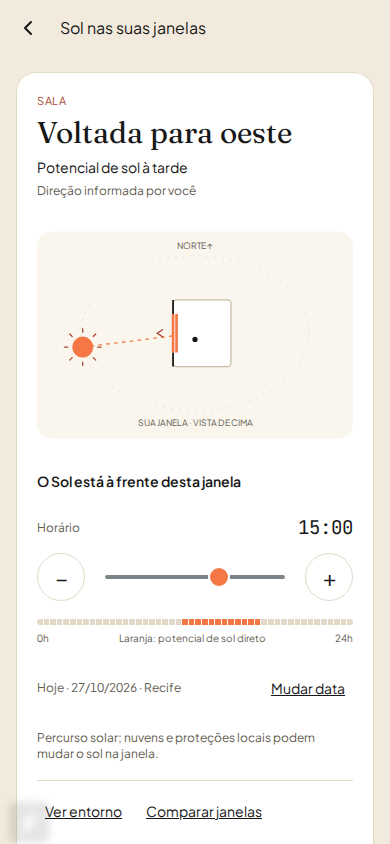 Sol nas suas janelas
SALA
Voltada para oeste
Potencial de sol à tarde
Direção informada por você
NORTE↑
SUA JANELA · VISTA DE CIMA
O Sol está à frente desta janela
Horário
15:00
−
+
0h
Laranja: potencial de sol direto
24h
Hoje · 27/10/2026 · Recife
Mudar data
Percurso solar; nuvens e proteções locais podem
mudar o sol na janela.
Ver entorno
Comparar janelas